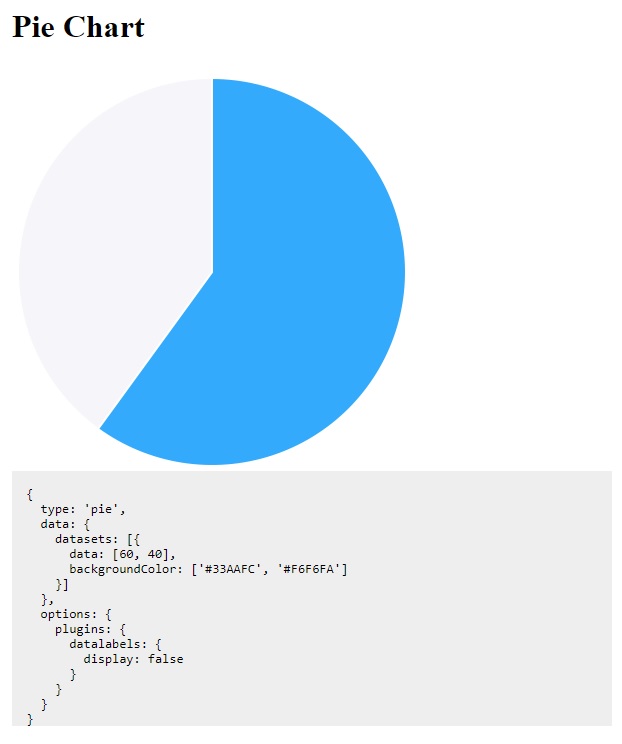 Pie Chart
{
  type: 'pie',
  data: {
    datasets: [{
      data: [60, 40],
      backgroundColor: ['#33AAFC', '#F6F6FA']
    }]
  },
  options: {
    plugins: {
      datalabels: {
        display: false
      }
    }
  }
}